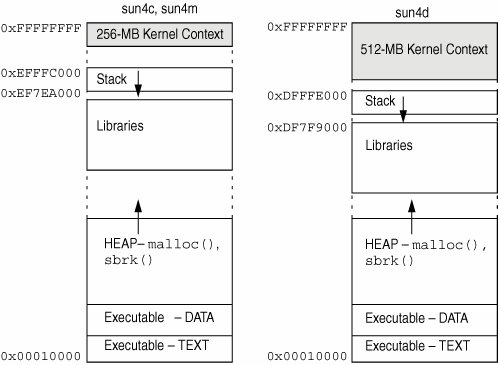 sun4c, sun4m
0xFFFFFFFF
256-MB Kernel Context
0xEFFFC000
Stack
0xEF7EA000
Libraries
HEAP– malloc(),
sbrk()
Executable – DATA
Executable – TEXT
0x00010000
sun4d
0xFFFFFFFF
512-MB Kernel Context
0xDFFFE000
Stack
0xDF7F9000
Libraries
HEAP– malloc(),
sbrk()
Executable – DATA
Executable – TEXT
0x00010000